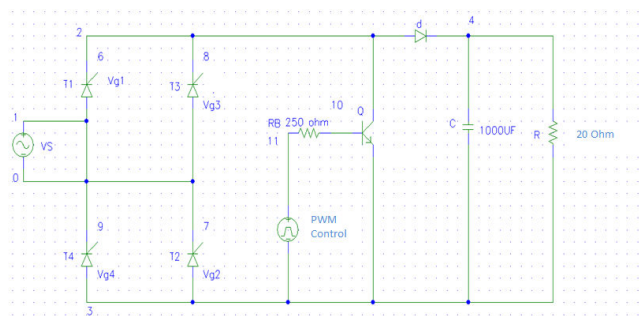 2
4
d
6
8
T1
Vg1
T3
Vg3
10
Q
RB 250 ohm
11
1
VS
0
C
1000UF
R
20 Ohm
PWM
Control
9
7
T4
T2
Vg4
Vg2
3